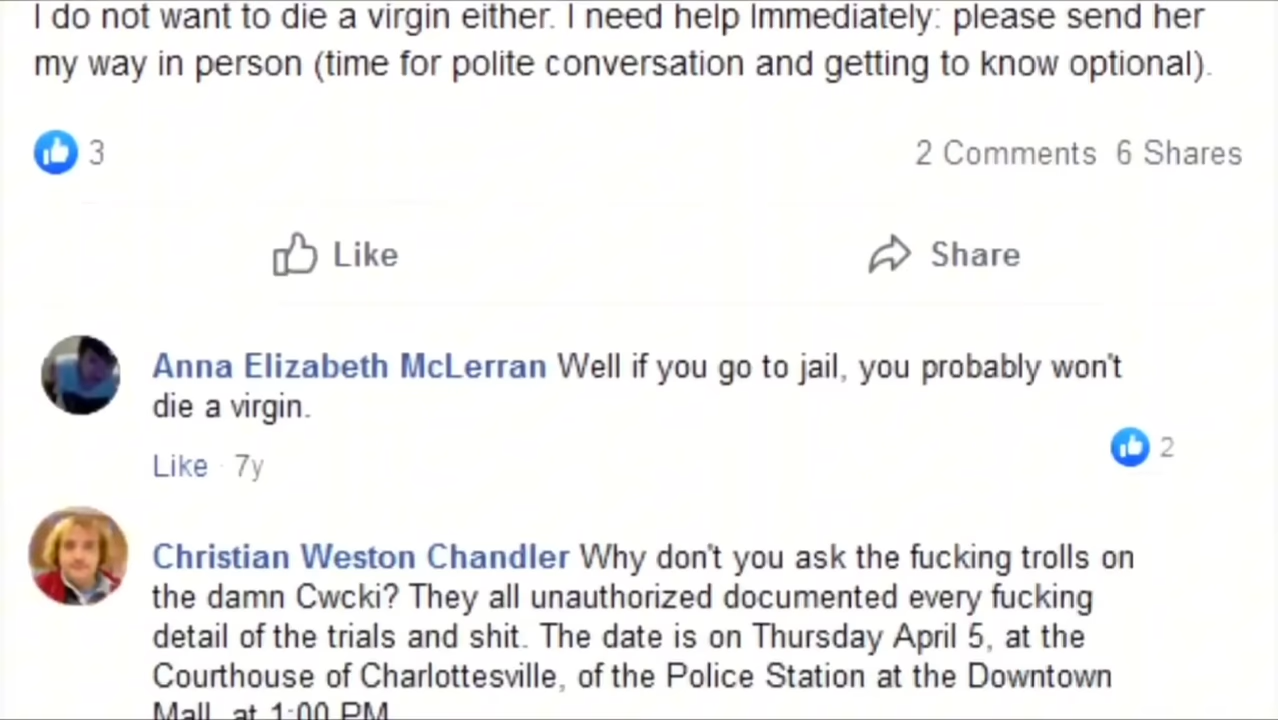 I do not want to die a virgin either. I need help Immediately: please send her
my way in person (time for polite conversation and getting to know optional).
3
2 Comments 6 Shares
Like
Share
Anna Elizabeth McLerran Well if you go to jail, you probably won't
die a virgin.
2
Like · 7y
Christian Weston Chandler Why don't you ask the fucking trolls on
the damn Cwcki? They all unauthorized documented every fucking
detail of the trials and shit. The date is on Thursday April 5, at the
Courthouse of Charlottesville, of the Police Station at the Downtown
Mall, at 1:00 PM